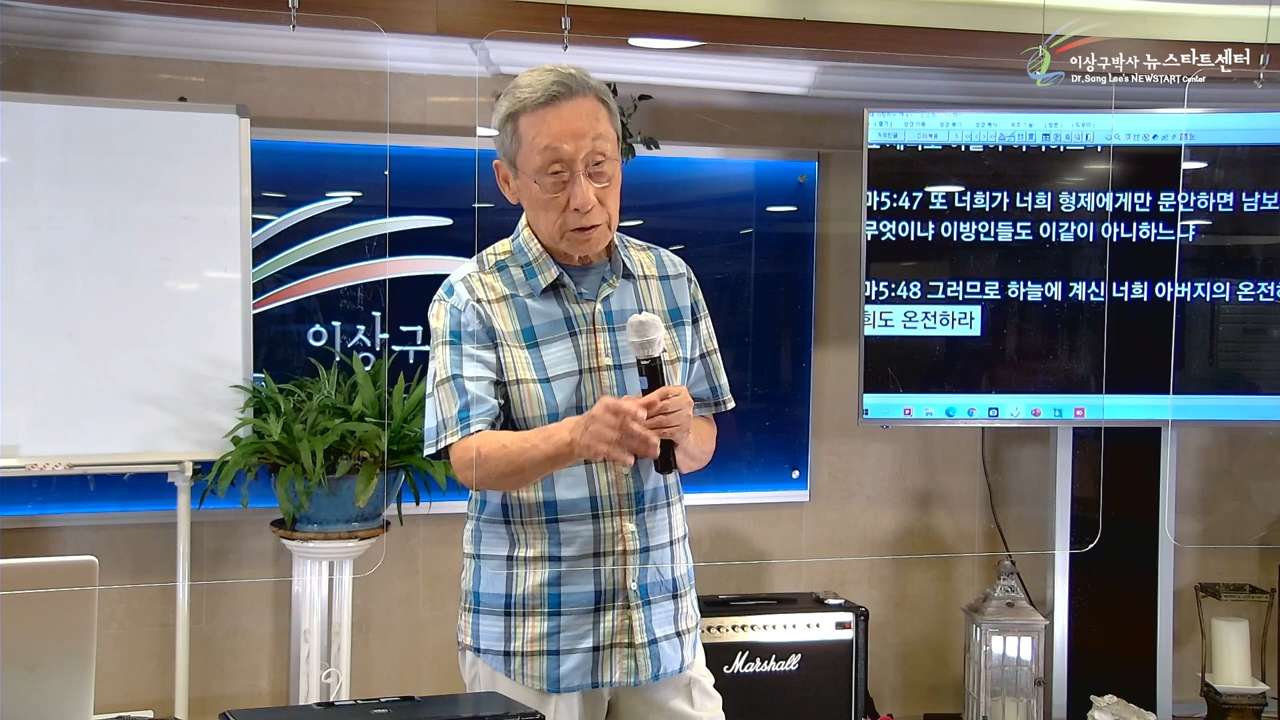 이상구박사 뉴스타트센터
Dr. Sang Lee's NEWSTART Center
마5:47 또 너희가 너희 형제에게만 문안하면 남보
무엇이냐 이방인들도 이같이 아니하느냐
마5:48 그러므로 하늘에 계신 너희 아버지의 온전하
희도 온전하라
이상구
Marshall